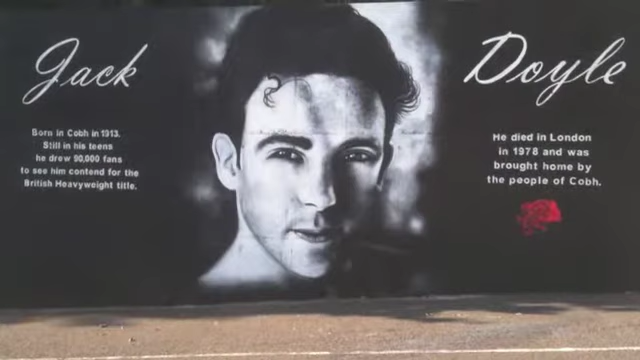 Jack
Doyle
Born in Cobh in 1913.
Still in his teens
he drew 90,000 fans
to see him contend for the
British Heavyweight title.
He died in London
in 1978 and was
brought home by
the people of Cobh.